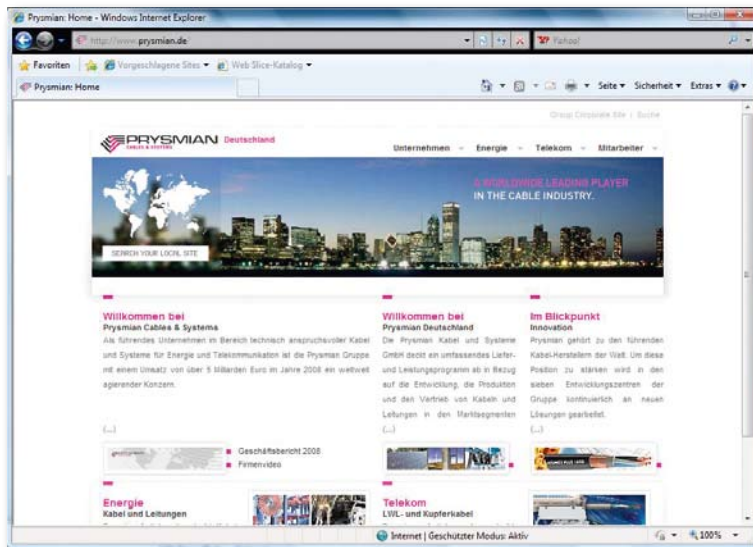 Prysmian: Home - Windows Internet Explorer
http://www.prysmian.de
Yahoo!
Favoriten
Vorgeschlagene Sites
Web Slice-Katalog
Prysmian: Home
Seite
Sicherheit
Extras
Group Corporate Site | Suche
PRYSMIAN
CABLES & SYSTEMS
Deutschland
Unternehmen
Energie
Telekom
Mitarbeiter
A WORLDWIDE LEADING PLAYER
IN THE CABLE INDUSTRY.
SEARCH YOUR LOCAL SITE
Willkommen bei
Prysmian Cables & Systems
Als führendes Unternehmen im Bereich technisch anspruchsvoller Kabel
und Systeme für Energie und Telekommunikation ist die Prysmian Gruppe
mit einem Umsatz von über 5 Milliarden Euro im Jahre 2008 ein weltweit
agierender Konzern.
(...)
Geschäftsbericht 2008
Firmenvideo
Willkommen bei
Prysmian Deutschland
Die Prysmian Kabel und Systeme
GmbH deckt ein umfassendes Liefer-
und Leistungsprogramm ab in Bezug
auf die Entwicklung, die Produktion
und den Vertrieb von Kabeln und
Leitungen in den Marktsegmenten
(...)
Im Blickpunkt
Innovation
Prysmian gehört zu den führenden
Kabel-Herstellern der Welt. Um diese
Position zu stärken wird in den
sieben Entwicklungszentren der
Gruppe kontinuierlich an neuen
Lösungen gearbeitet.
(...)
Energie
Kabel und Leitungen
Telekom
LWL- und Kupferkabel
Internet | Geschützter Modus: Aktiv
100%